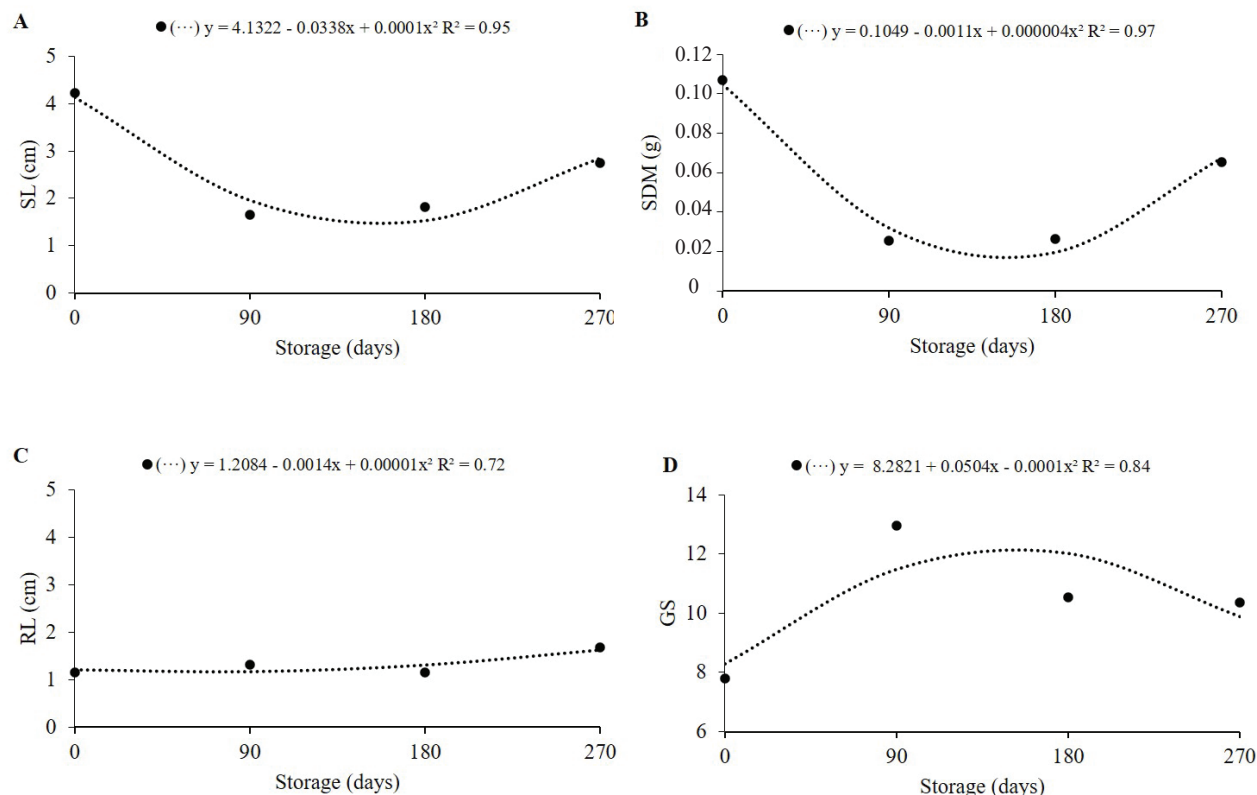 A
● (···) y = 4.1322 - 0.0338x + 0.0001x² R² = 0.95
5
4
3
2
1
0
SL (cm)
0 90 180 270
Storage (days)
B
● (···) y = 0.1049 - 0.0011x + 0.000004x² R² = 0.97
0.12
0.10
0.08
0.06
0.04
0.02
0
SDM (g)
0 90 180 270
Storage (days)
C
● (···) y = 1.2084 - 0.0014x + 0.00001x² R² = 0.72
5
4
3
2
1
0
RL (cm)
0 90 180 270
Storage (days)
D
● (···) y = 8.2821 + 0.0504x - 0.0001x² R² = 0.84
14
12
10
8
6
GS
0 90 180 270
Storage (days)